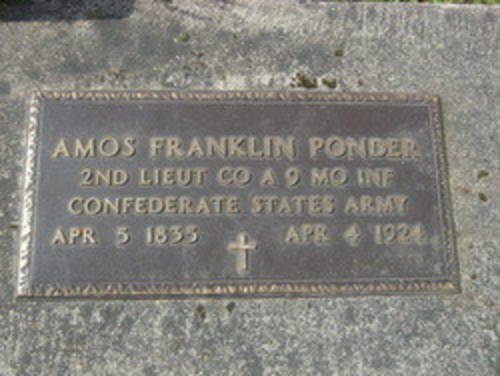 AMOS FRANKLIN PONDER
2ND LIEUT CO A 9 MO INF
CONFEDERATE STATES ARMY
APR 5 1835 APR 4 1924